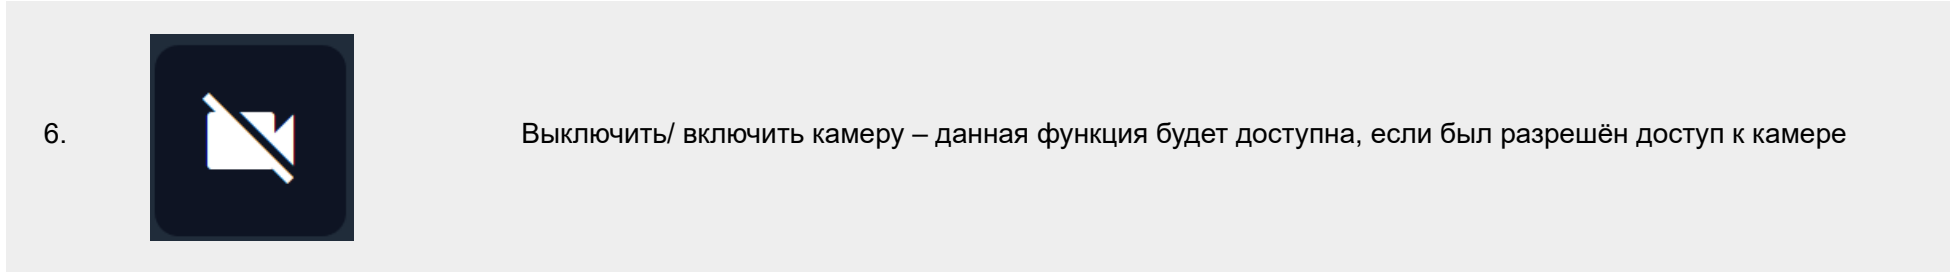 6. Выключить/ включить камеру – данная функция будет доступна, если был разрешён доступ к камере